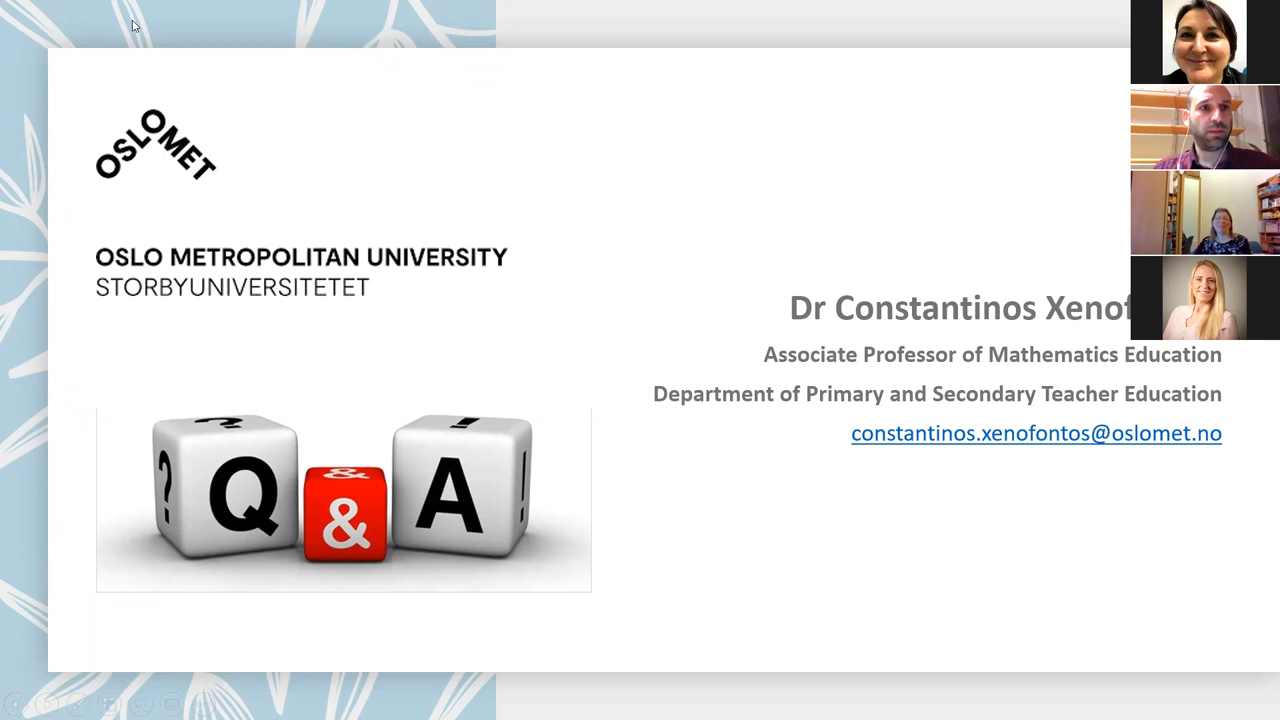 OSLOMET
OSLO METROPOLITAN UNIVERSITY
STORBYUNIVERSITETET
Dr Constantinos
Associate Professor of Mathematics Education
Department of Primary and Secondary Teacher Education
constantinos.xenofontos@oslomet.no
? ? Q & & ! A !